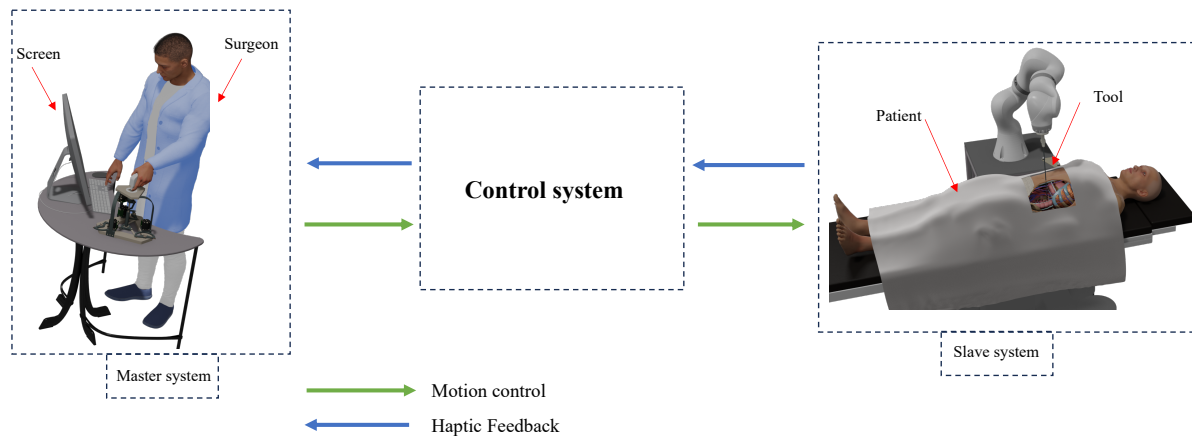 Surgeon
Screen
Tool
Patient
Control system
Master system
Slave system
Motion control
Haptic Feedback